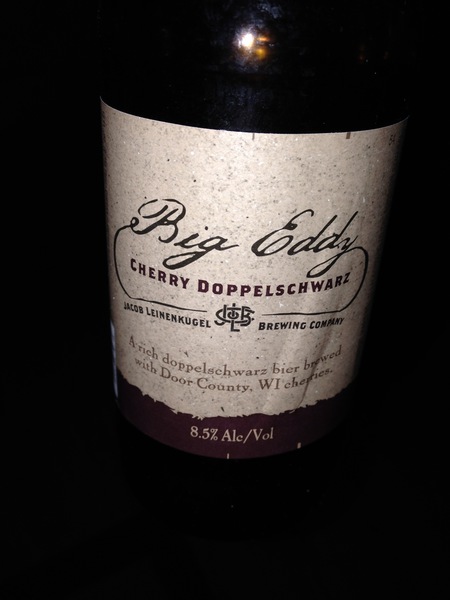 Big Eddy
CHERRY DOPPELSCHWARZ
JACOB LEINENKUGEL BREWING COMPANY
A rich doppelschwarz bier brewed
with Door County, WI cherries.
8.5% Alc/Vol